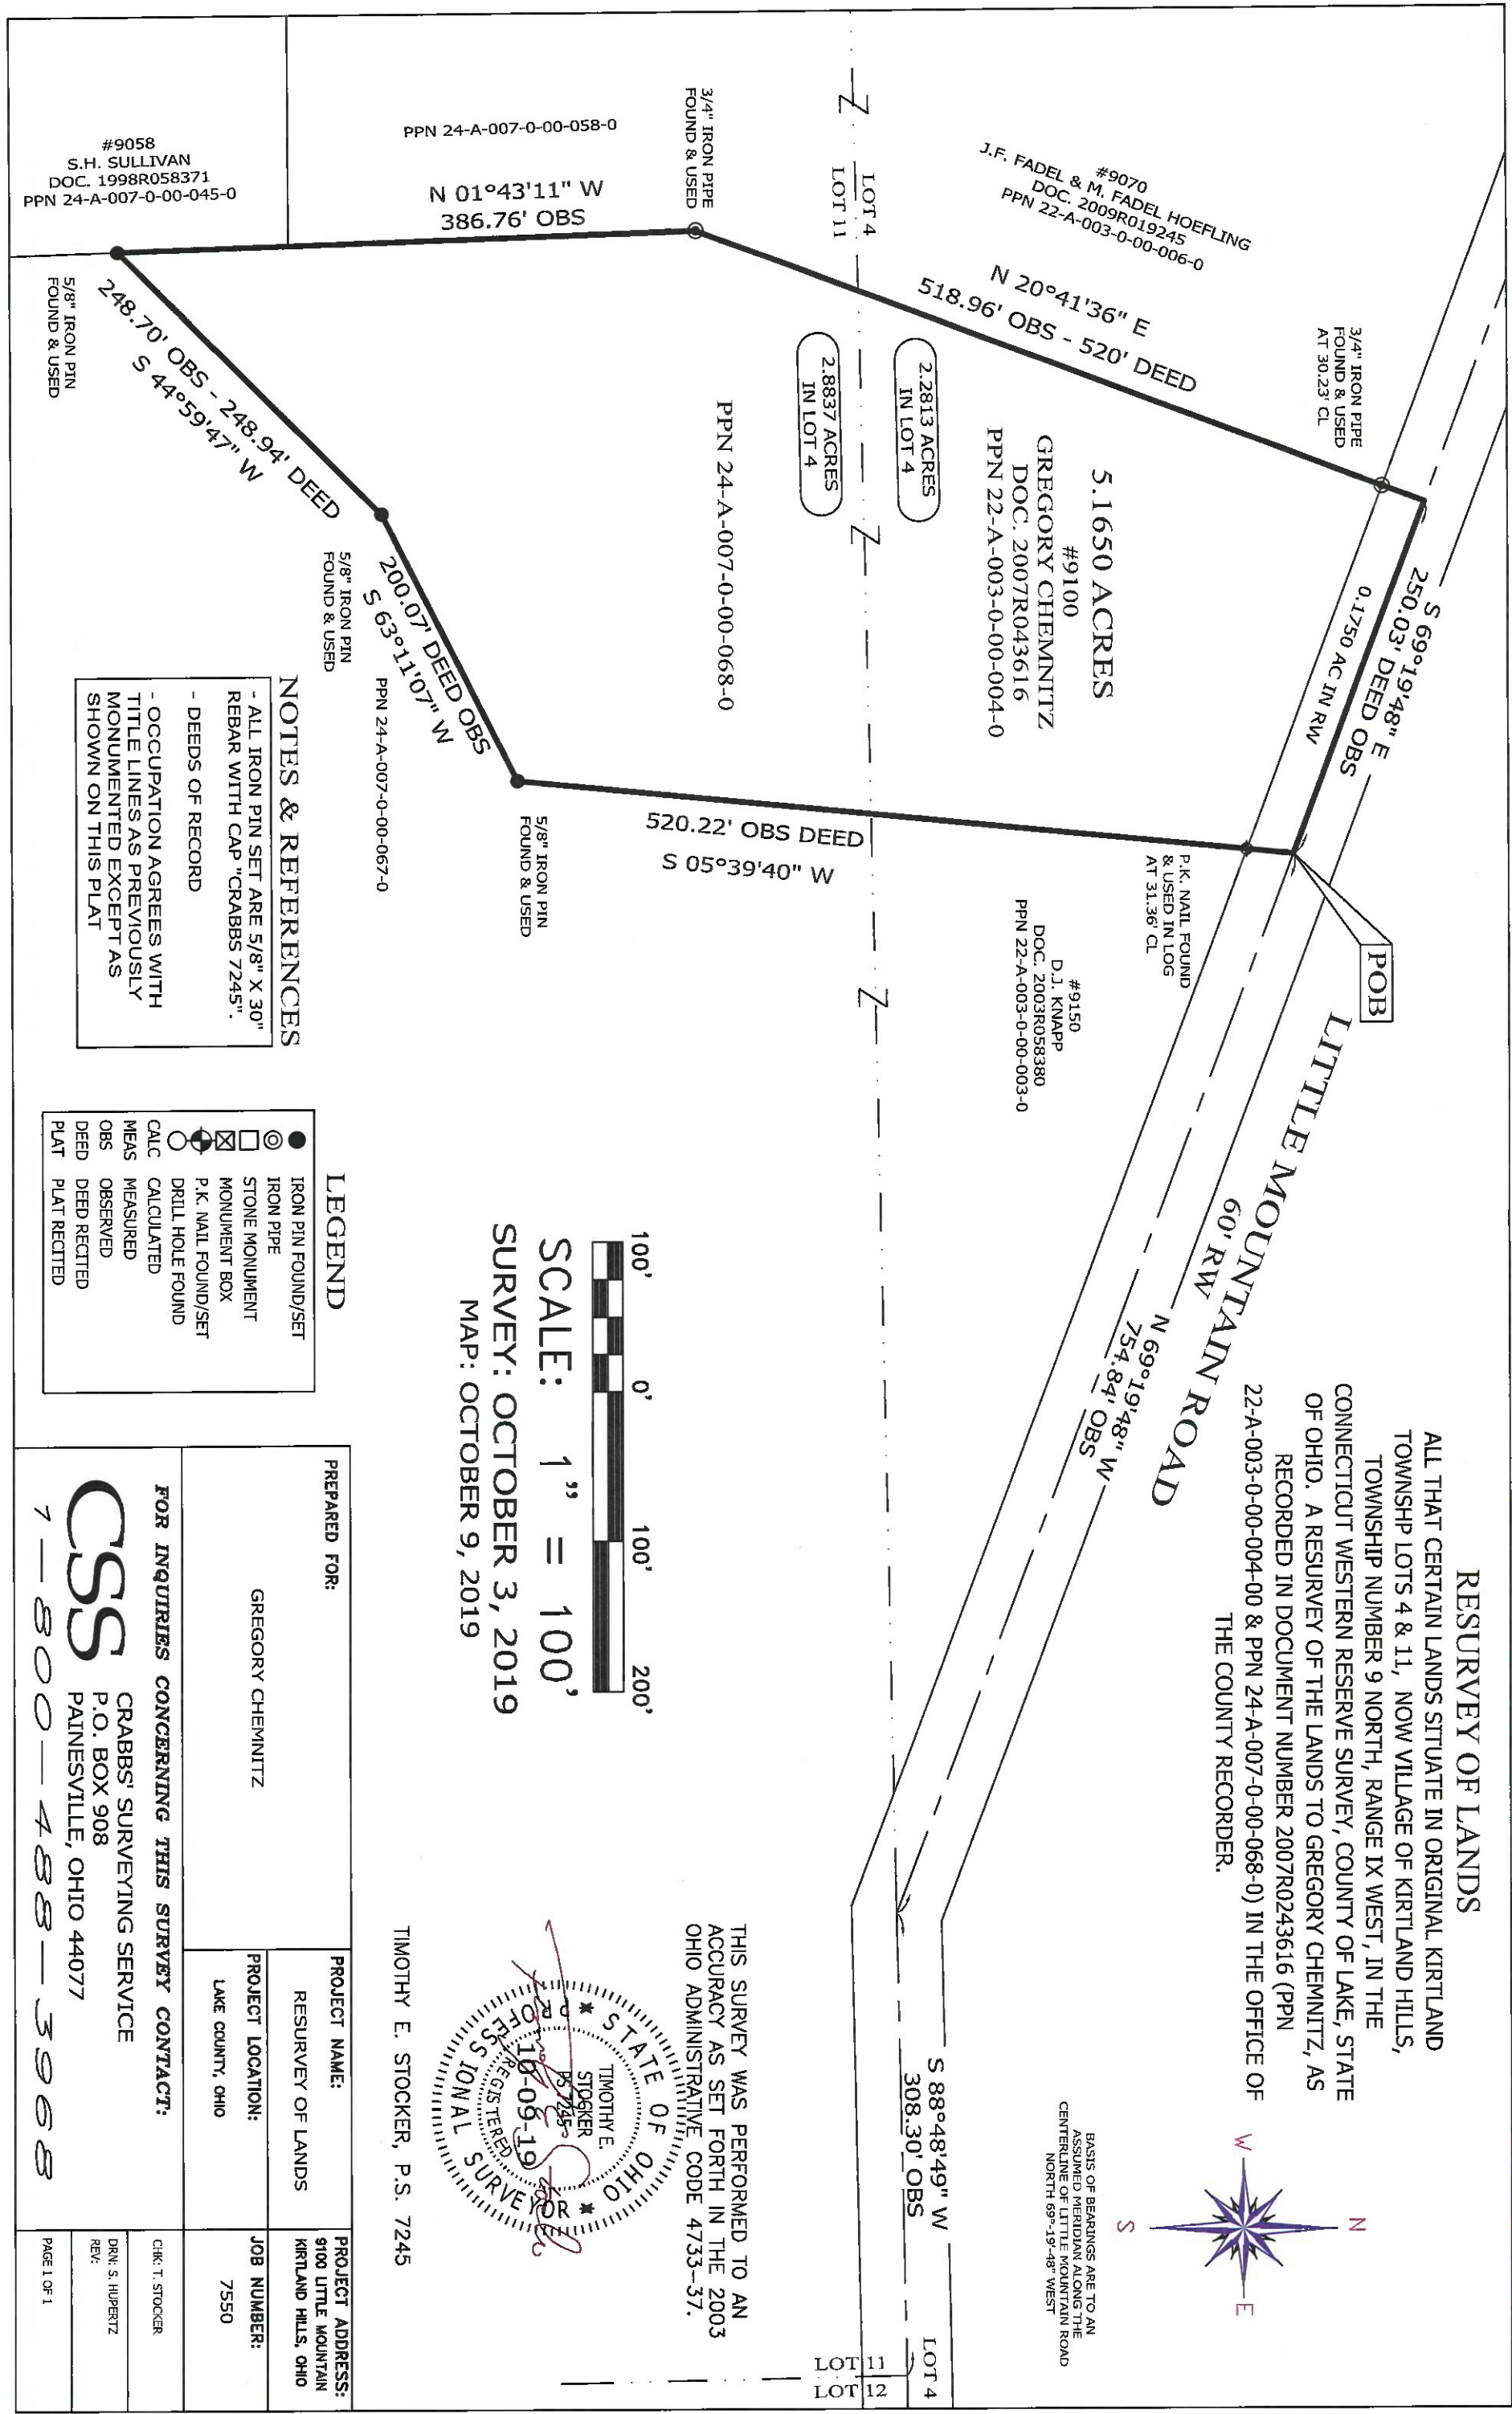 RESURVEY OF LANDS
ALL THAT CERTAIN LANDS SITUATE IN ORIGINAL KIRTLAND
TOWNSHP LOTS 4 & 11, NOW VILLAGE OF KIRTLAND HILLS,
TOWNSHIP NUMBER 9 NORTH, RANGE IX WEST, IN THE
CONNECTICUT WESTERN RESERVE SURVEY, COUNTY OF LAKE, STATE
OF OHIO. A RESURVEY OF THE LANDS TO GREGORY CHEMNITZ, AS
RECORDED IN DOCUMENT NUMBER 2007R0243616 (PPN
22-A-003-0-00-004-00 & PPN 24-A-007-0-00-068-0) IN THE OFFICE OF
THE COUNTY RECORDER.
N
W
E
S
BASIS OF BEARINGS ARE TO AN
ASSUMED MERIDIAN ALONG THE
CENTERLINE OF LITTLE MOUNTAIN ROAD
NORTH 69°-19'-48" WEST
#9070
J.F. FADEL & M. FADEL HOEFLING
DOC. 2009R019245
PPN 22-A-003-0-00-006-0
3/4" IRON PIPE
FOUND & USED
AT 30.23' CL
S 69°19'48" E
250.03' DEED OBS
0.1750 AC IN RW
POB
LITTLE MOUNTAIN ROAD
60' RW
N 69°19'48" W
754.84' OBS
S 88°48'49" W
308.30' OBS
LOT 4
LOT 11
LOT 12
N 20°41'36" E
518.96' OBS - 520' DEED
5.1650 ACRES
#9100
GREGORY CHEMNITZ
DOC. 2007R043616
PPN 22-A-003-0-00-004-0
2.2813 ACRES
IN LOT 4
2.8837 ACRES
IN LOT 4
LOT 4
LOT 11
PPN 24-A-007-0-00-068-0
P.K. NAIL FOUND
& USED IN LOG
AT 31.36' CL
#9150
D.J. KNAPP
DOC. 2003R058380
PPN 22-A-003-0-00-003-0
3/4" IRON PIPE
FOUND & USED
PPN 24-A-007-0-00-058-0
N 01°43'11" W
386.76' OBS
520.22' OBS DEED
S 05°39'40" W
5/8" IRON PIN
FOUND & USED
200.07' DEED OBS
S 63°11'07" W
PPN 24-A-007-0-00-067-0
5/8" IRON PIN
FOUND & USED
248.70' OBS - 248.94' DEED
S 44°59'47" W
5/8" IRON PIN
FOUND & USED
#9058
S.H. SULLIVAN
DOC. 1998R058371
PPN 24-A-007-0-00-045-0
NOTES & REFERENCES
- ALL IRON PIN SET ARE 5/8" X 30"
REBAR WITH CAP "CRABBS 7245".
- DEEDS OF RECORD
- OCCUPATION AGREES WITH
TITLE LINES AS PREVIOUSLY
MONUMENTED EXCEPT AS
SHOWN ON THIS PLAT
LEGEND
IRON PIN FOUND/SET
IRON PIPE
STONE MONUMENT
MONUMENT BOX
P.K. NAIL FOUND/SET
DRILL HOLE FOUND
CALC CALCULATED
MEAS MEASURED
OBS OBSERVED
DEED DEED RECITED
PLAT PLAT RECITED
100' 0' 100' 200'
SCALE: 1" = 100'
SURVEY: OCTOBER 3, 2019
MAP: OCTOBER 9, 2019
THIS SURVEY WAS PERFORMED TO AN
ACCURACY AS SET FORTH IN THE 2003
OHIO ADMINISTRATIVE CODE 4733-37.
STATE OF OHIO
TIMOTHY E.
STOCKER
PS 7245
10-09-19
REGISTERED
PROFESSIONAL SURVEYOR
TIMOTHY E. STOCKER, P.S. 7245
PREPARED FOR:
GREGORY CHEMNITZ
PROJECT NAME:
RESURVEY OF LANDS
PROJECT ADDRESS:
9100 LITTLE MOUNTAIN
KIRTLAND HILLS, OHIO
PROJECT LOCATION:
LAKE COUNTY, OHIO
JOB NUMBER:
7550
FOR INQUIRIES CONCERNING THIS SURVEY CONTACT:
CSS
CRABBS' SURVEYING SERVICE
P.O. BOX 908
PAINESVILLE, OHIO 44077
1-800-488-3968
CHK: T. STOCKER
DRN: S. HUPERTZ
REV:
PAGE 1 OF 1